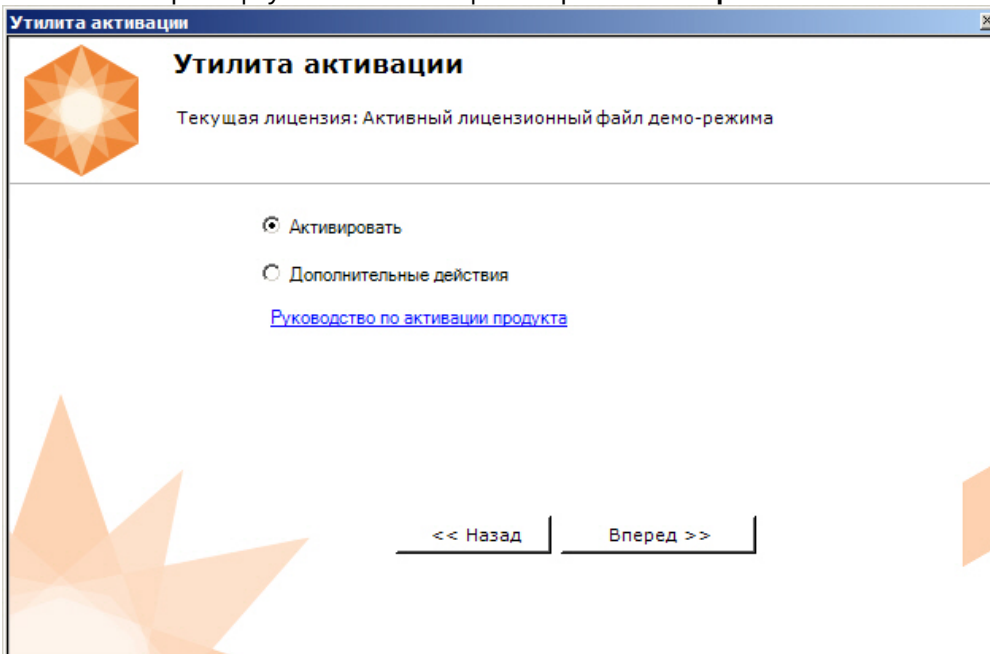 Утилита активации
Утилита активации
Текущая лицензия: Активный лицензионный файл демо-режима
Активировать
Дополнительные действия
Руководство по активации продукта
<< Назад
Вперед >>